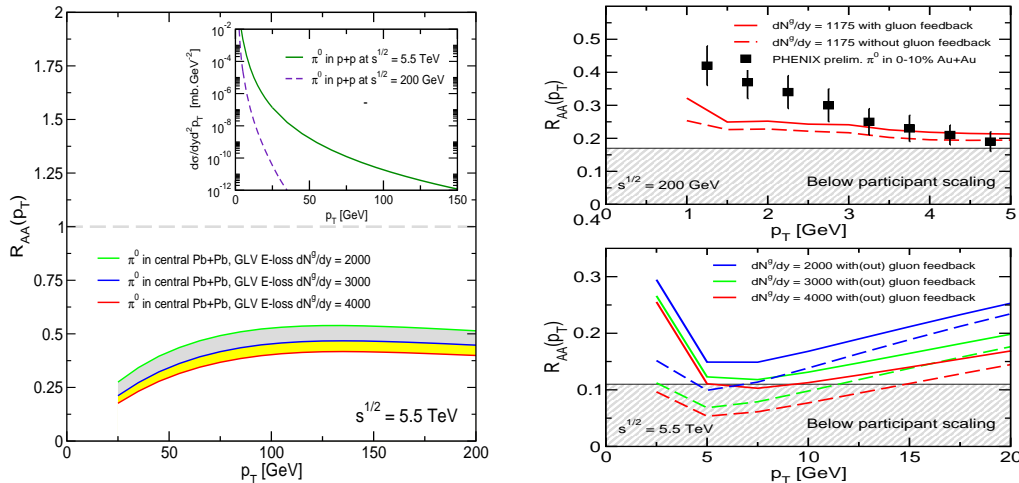 2
1.75
1.5
1.25
1
0.75
0.5
0.25
0
R_AA(p_T)
0 25 50 75 100 125 150 175 200
p_T [GeV]
π^0 in central Pb+Pb, GLV E-loss dN^g/dy = 2000
π^0 in central Pb+Pb, GLV E-loss dN^g/dy = 3000
π^0 in central Pb+Pb, GLV E-loss dN^g/dy = 4000
s^1/2 = 5.5 TeV
10^-2
10^-4
10^-6
10^-8
10^-10
10^-12
dσ/dyd^2p_T [mb.GeV^-2]
π^0 in p+p at s^1/2 = 5.5 TeV
π^0 in p+p at s^1/2 = 200 GeV
0 50 100 150
p_T [GeV]
0.6
0.5
0.4
0.3
0.2
0.1
0
R_AA(p_T)
dN^g/dy = 1175 with gluon feedback
dN^g/dy = 1175 without gluon feedback
PHENIX prelim. π^0 in 0-10% Au+Au
s^1/2 = 200 GeV
Below participant scaling
0 1 2 3 4 5
p_T [GeV]
0.4
0.3
0.2
0.1
0
R_AA(p_T)
dN^g/dy = 2000 with(out) gluon feedback
dN^g/dy = 3000 with(out) gluon feedback
dN^g/dy = 4000 with(out) gluon feedback
s^1/2 = 5.5 TeV
Below participant scaling
0 5 10 15 20
p_T [GeV]